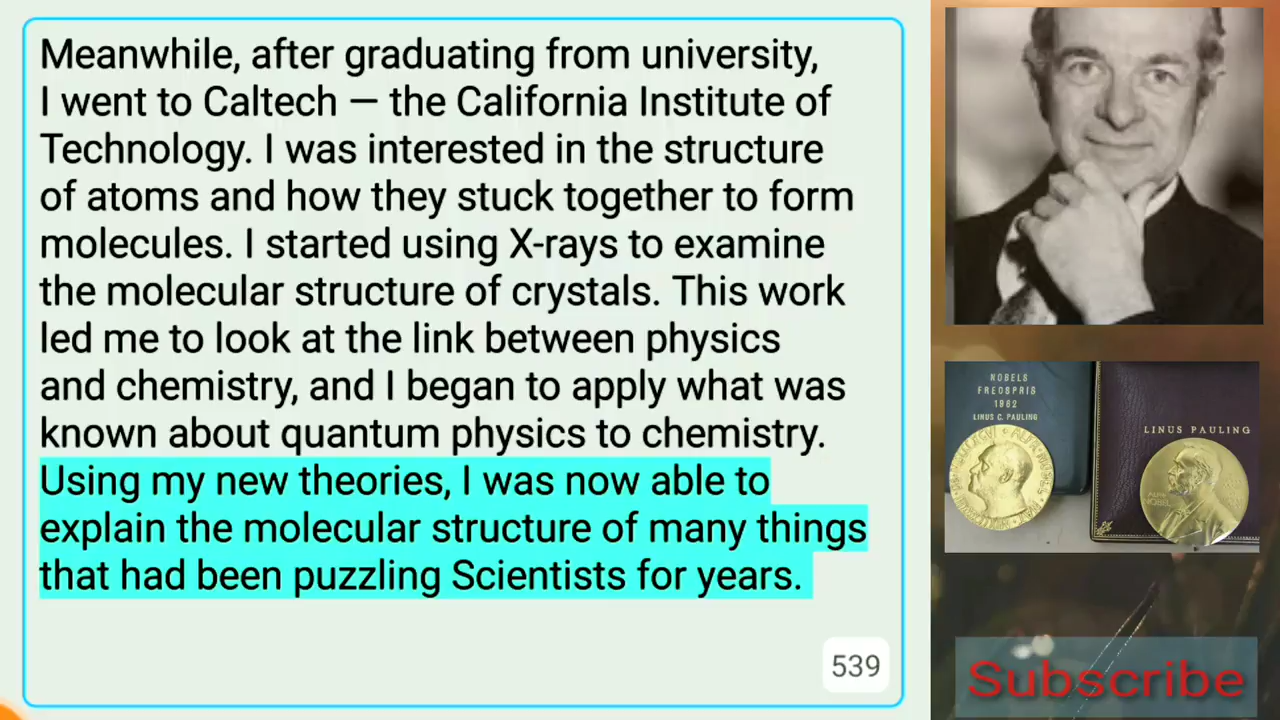 Meanwhile, after graduating from university,
I went to Caltech — the California Institute of
Technology. I was interested in the structure
of atoms and how they stuck together to form
molecules. I started using X-rays to examine
the molecular structure of crystals. This work
led me to look at the link between physics
and chemistry, and I began to apply what was
known about quantum physics to chemistry.
Using my new theories, I was now able to
explain the molecular structure of many things
that had been puzzling Scientists for years.
539
NOBELS
FREDSPRIS
1962
LINUS C. PAULING
LINUS PAULING
Subscribe